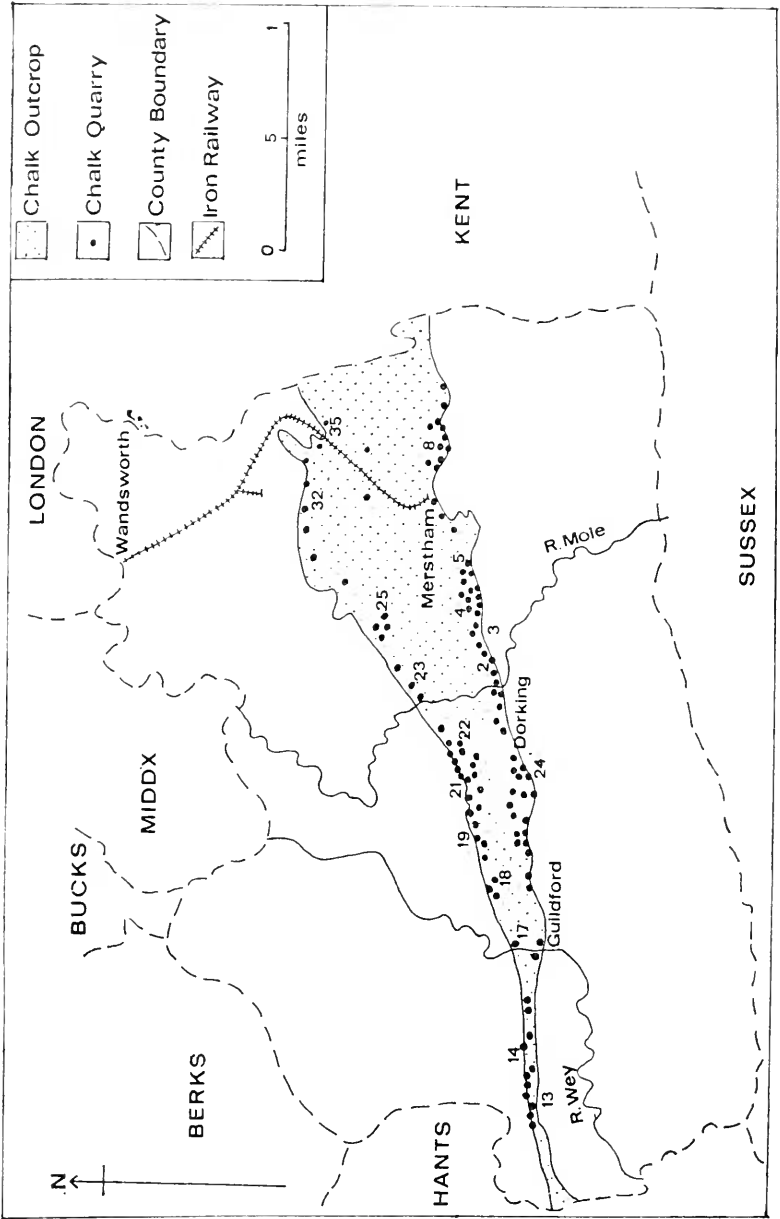 Chalk Outcrop
Chalk Quarry
County Boundary
Iron Railway
0 5 1
miles
N
LONDON
Wandsworth
BUCKS
MIDD'X
BERKS
HANTS
KENT
SUSSEX
35
32
8
Merstham
25
5
4
3
2
R. Mole
23
22
21
Dorking
24
19
18
17
Guildford
14
13
R. Wey